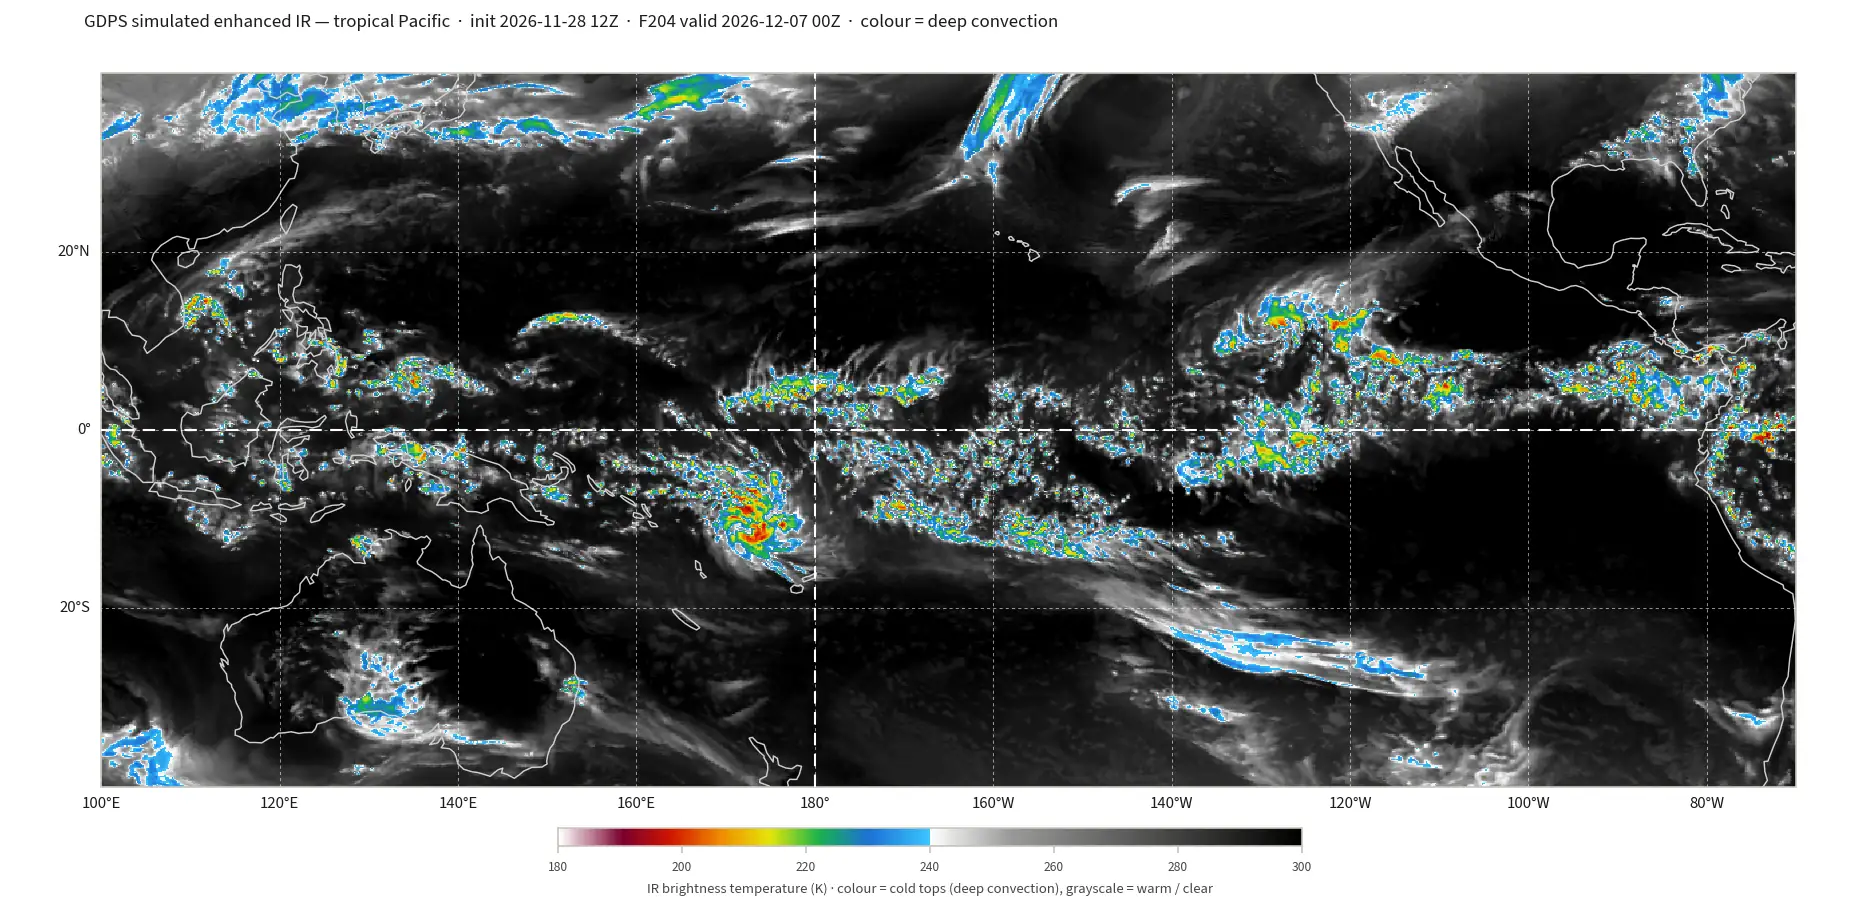 GDPS simulated enhanced IR — tropical Pacific · init 2026-11-28 12Z · F204 valid 2026-12-07 00Z · colour = deep convection
20°N
0°
20°S
100°E 120°E 140°E 160°E 180° 160°W 140°W 120°W 100°W 80°W
180 200 220 240 260 280 300
IR brightness temperature (K) · colour = cold tops (deep convection), grayscale = warm / clear